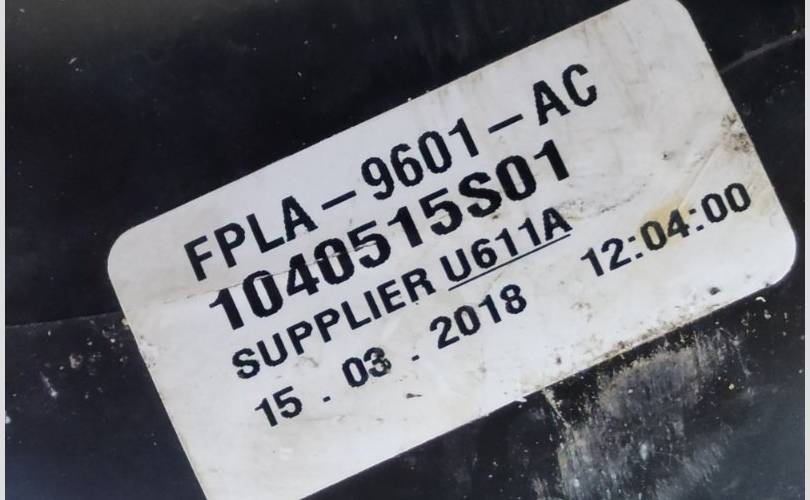 FPLA-9601-AC
1040515S01
SUPPLIER U611A
15 . 03 . 2018 12:04:00